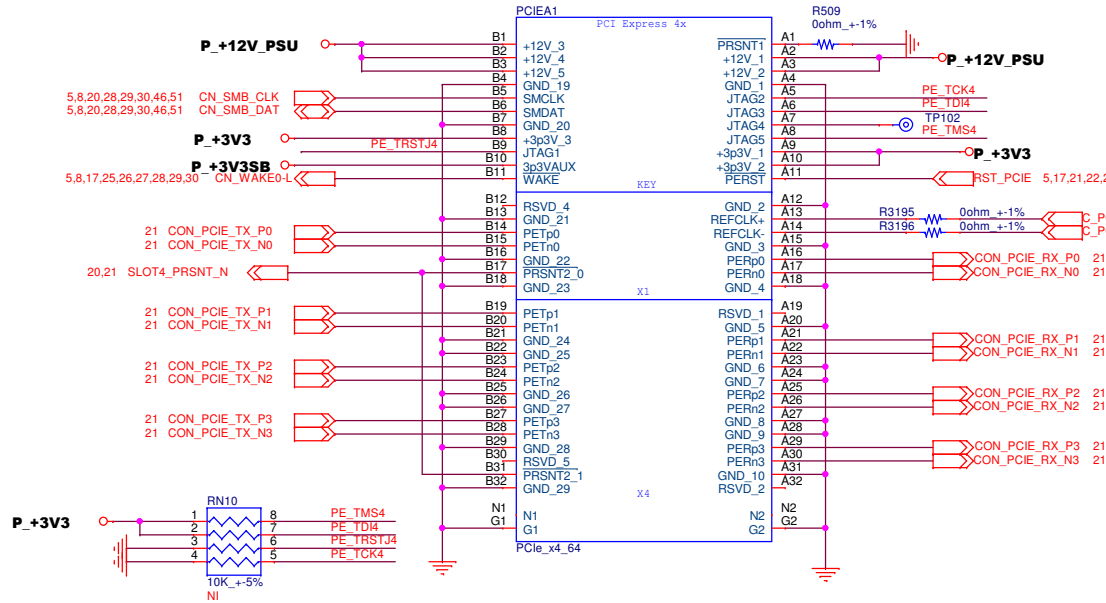 PCIEA1
PCI Express 4x
R509
0ohm_+-1%
P_+12V_PSU
B1 +12V_3 PRSNT1 A1
B2 +12V_4 +12V_1 A2
P_+12V_PSU
B3 +12V_5 +12V_2 A3
B4 GND_19 GND_1 A4
5,8,20,28,29,30,46,51 CN_SMB_CLK B5 SMCLK JTAG2 A5 PE_TCK4
5,8,20,28,29,30,46,51 CN_SMB_DAT B6 SMDAT JTAG3 A6 PE_TDI4
B7 GND_20 JTAG4 A7 TP102
P_+3V3 B8 +3p3V_3 JTAG5 A8 PE_TMS4
PE_TRSTJ4 B9 JTAG1 +3p3V_1 A9 P_+3V3
P_+3V3SB B10 3p3VAUX +3p3V_2 A10
5,8,17,25,26,27,28,29,30 CN_WAKE0-L B11 WAKE PERST A11 RST_PCIE 5,17,21,22,2
KEY
B12 RSVD_4 GND_2 A12
B13 GND_21 REFCLK+ A13 R3195 0ohm_+-1% C_P
21 CON_PCIE_TX_P0 B14 PETp0 REFCLK- A14 R3196 0ohm_+-1% C_P
21 CON_PCIE_TX_N0 B15 PETn0 GND_3 A15
B16 GND_22 PERp0 A16 CON_PCIE_RX_P0 21
20,21 SLOT4_PRSNT_N B17 PRSNT2_0 PERn0 A17 CON_PCIE_RX_N0 21
B18 GND_23 GND_4 A18
X1
21 CON_PCIE_TX_P1 B19 PETp1 RSVD_1 A19
21 CON_PCIE_TX_N1 B20 PETn1 GND_5 A20
B21 GND_24 PERp1 A21 CON_PCIE_RX_P1 21
B22 GND_25 PERn1 A22 CON_PCIE_RX_N1 21
21 CON_PCIE_TX_P2 B23 PETp2 GND_6 A23
21 CON_PCIE_TX_N2 B24 PETn2 GND_7 A24
B25 GND_26 PERp2 A25 CON_PCIE_RX_P2 21
B26 GND_27 PERn2 A26 CON_PCIE_RX_N2 21
21 CON_PCIE_TX_P3 B27 PETp3 GND_8 A27
21 CON_PCIE_TX_N3 B28 PETn3 GND_9 A28
B29 GND_28 PERp3 A29 CON_PCIE_RX_P3 21
B30 RSVD_5 PERn3 A30 CON_PCIE_RX_N3 21
B31 PRSNT2_1 GND_10 A31
B32 GND_29 RSVD_2 A32
X4
N1 N1 N2 N2
G1 G1 G2 G2
PCIe_x4_64
RN10
P_+3V3 1 8 PE_TMS4
2 7 PE_TDI4
3 6 PE_TRSTJ4
4 5 PE_TCK4
10K_+-5%
NI